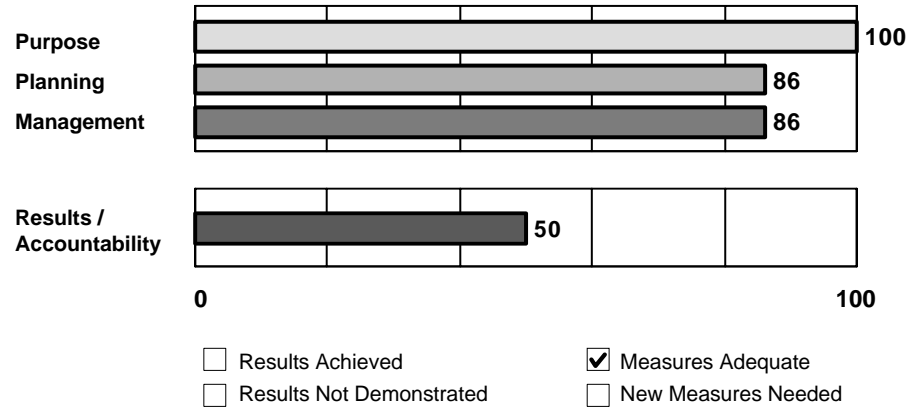 Purpose 100
Planning 86
Management 86
Results /
Accountability
50
0 100
Results Achieved Measures Adequate
Results Not Demonstrated New Measures Needed